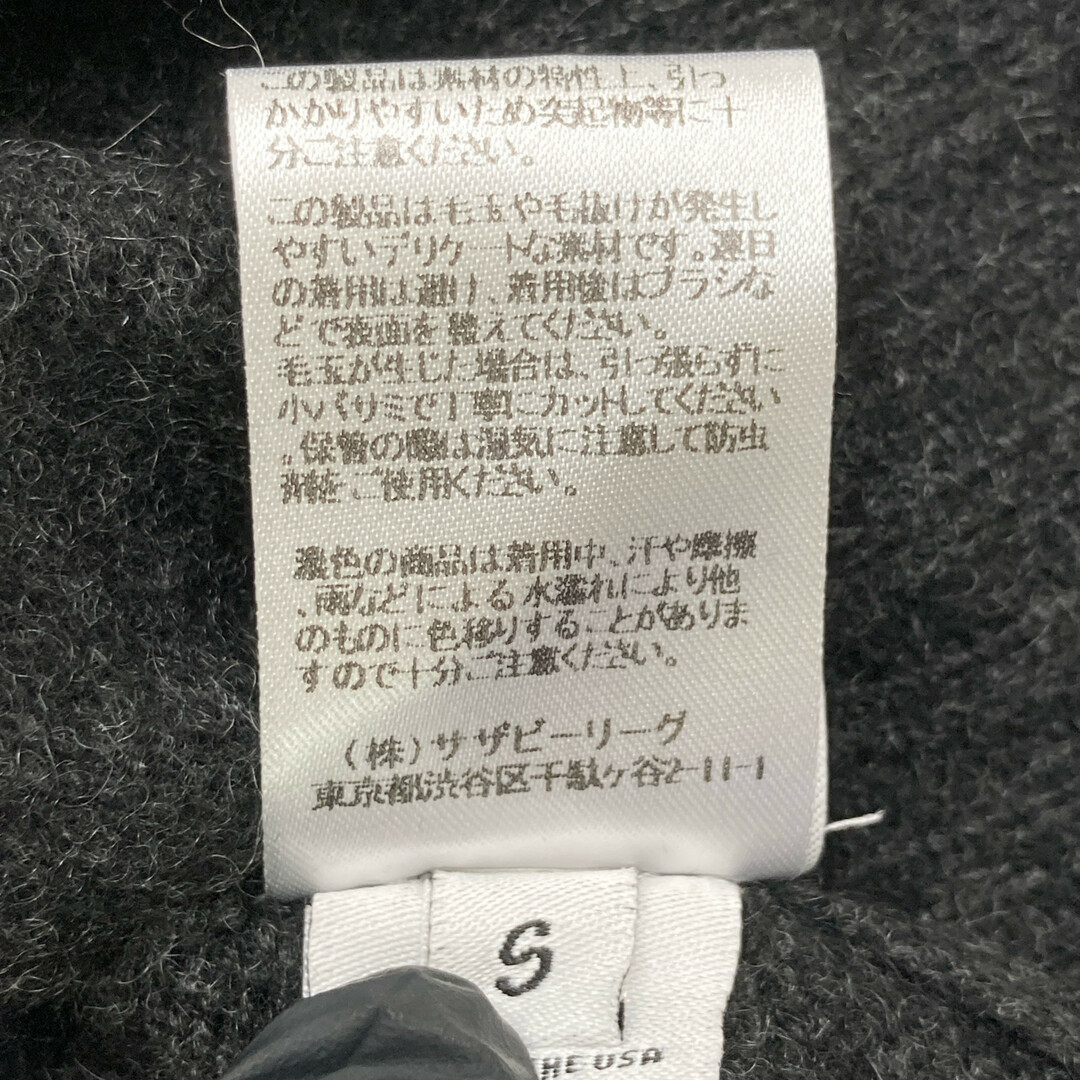 この製品は素材の特性上、引っ
かかりやすいため突起物等に十
分ご注意ください。
この製品は毛玉や毛抜けが発生し
やすいデリケートな素材です。連日
の着用は避け、着用後はブラシな
どで表面を整えてください。
毛玉が生じた場合は、引っ張らずに
小バサミで丁寧にカットしてください
。保管の際は湿気に注意して防虫
剤をご使用ください。
濃色の商品は着用中、汗や摩擦
、雨などによる水濡れにより他
のものに色移りすることがありま
すので十分ご注意ください。
（株）サザビーリーグ
東京都渋谷区千駄ケ谷2-11-1
S
THE USA